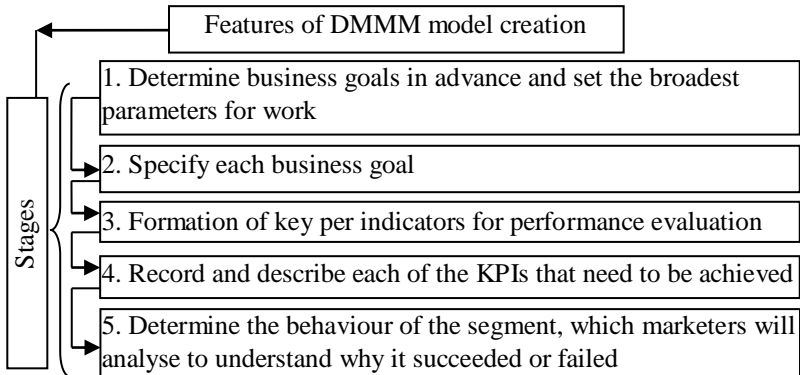 Features of DMMM model creation
Stages
1. Determine business goals in advance and set the broadest
parameters for work
2. Specify each business goal
3. Formation of key per indicators for performance evaluation
4. Record and describe each of the KPIs that need to be achieved
5. Determine the behaviour of the segment, which marketers will
analyse to understand why it succeeded or failed